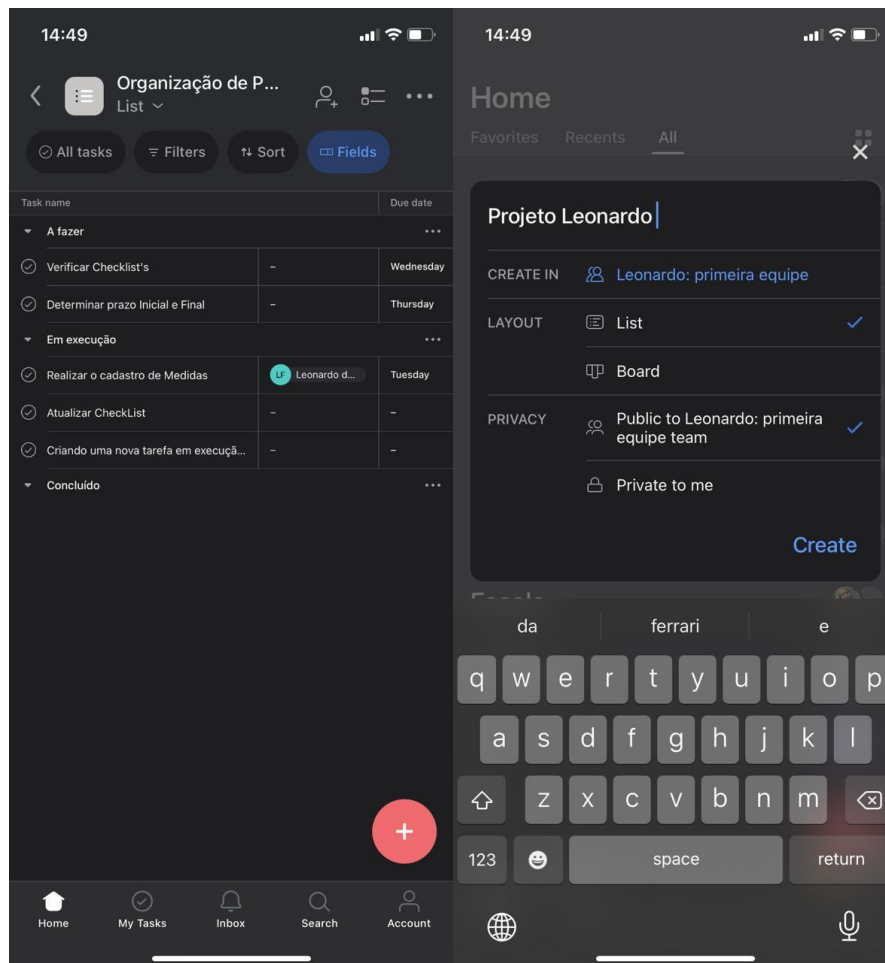 14:49
Organização de P...
List
All tasks
Filters
Sort
Fields
Task name
Due date
A fazer
Verificar Checklist's
–
Wednesday
Determinar prazo Inicial e Final
–
Thursday
Em execução
Realizar o cadastro de Medidas
LF Leonardo d...
Tuesday
Atualizar CheckList
–
–
Criando uma nova tarefa em execuçã...
–
–
Concluído
Home
My Tasks
Inbox
Search
Account
14:49
Home
Favorites
Recents
All
Projeto Leonardo
CREATE IN
Leonardo: primeira equipe
LAYOUT
List
Board
PRIVACY
Public to Leonardo: primeira
equipe team
Private to me
Create
da
ferrari
e
q w e r t y u i o p
a s d f g h j k l
z x c v b n m
123
space
return